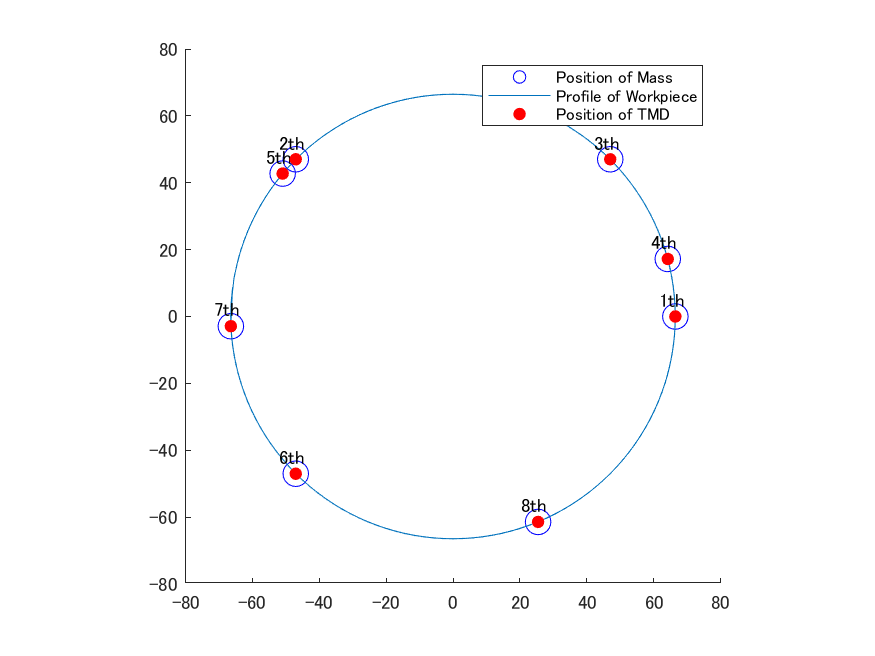 80
60
40
20
0
−20
−40
−60
−80
−80 −60 −40 −20 0 20 40 60 80
Position of Mass
Profile of Workpiece
Position of TMD
2th
5th
3th
4th
1th
7th
6th
8th